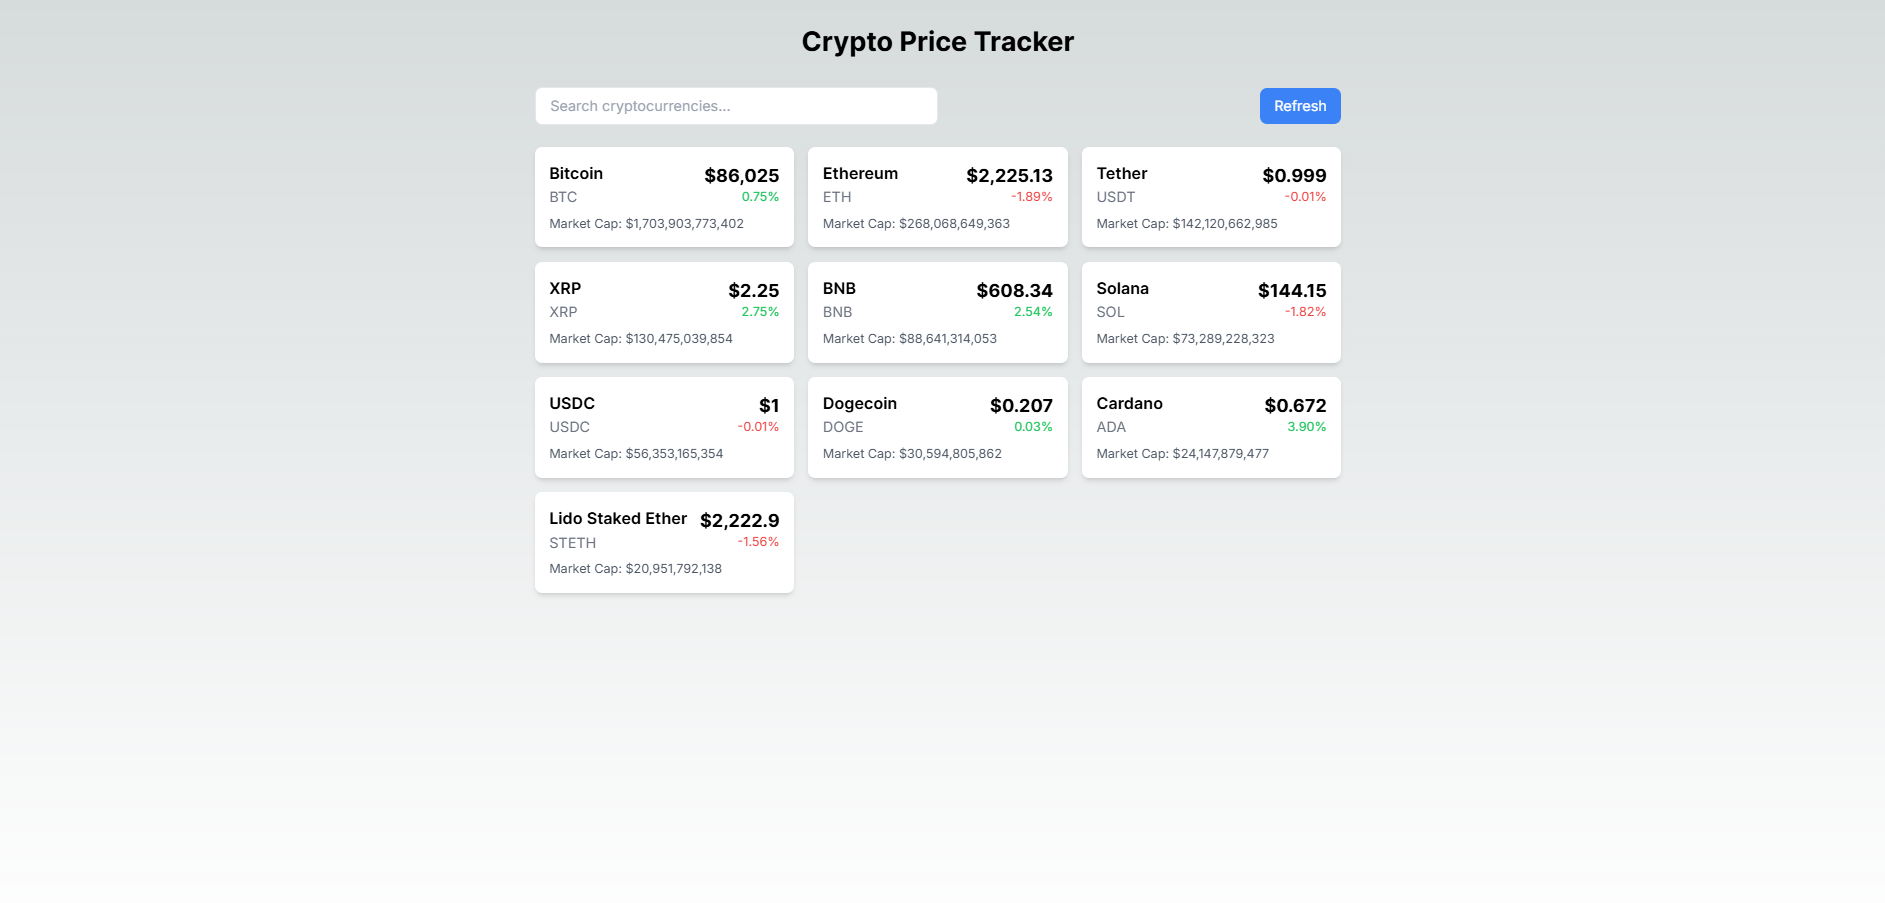 Crypto Price Tracker
Search cryptocurrencies...
Refresh
Bitcoin
$86,025
BTC
0.75%
Market Cap: $1,703,903,773,402
Ethereum
$2,225.13
ETH
-1.89%
Market Cap: $268,068,649,363
Tether
$0.999
USDT
-0.01%
Market Cap: $142,120,662,985
XRP
$2.25
XRP
2.75%
Market Cap: $130,475,039,854
BNB
$608.34
BNB
2.54%
Market Cap: $88,641,314,053
Solana
$144.15
SOL
-1.82%
Market Cap: $73,289,228,323
USDC
$1
USDC
-0.01%
Market Cap: $56,353,165,354
Dogecoin
$0.207
DOGE
0.03%
Market Cap: $30,594,805,862
Cardano
$0.672
ADA
3.90%
Market Cap: $24,147,879,477
Lido Staked Ether
$2,222.9
STETH
-1.56%
Market Cap: $20,951,792,138